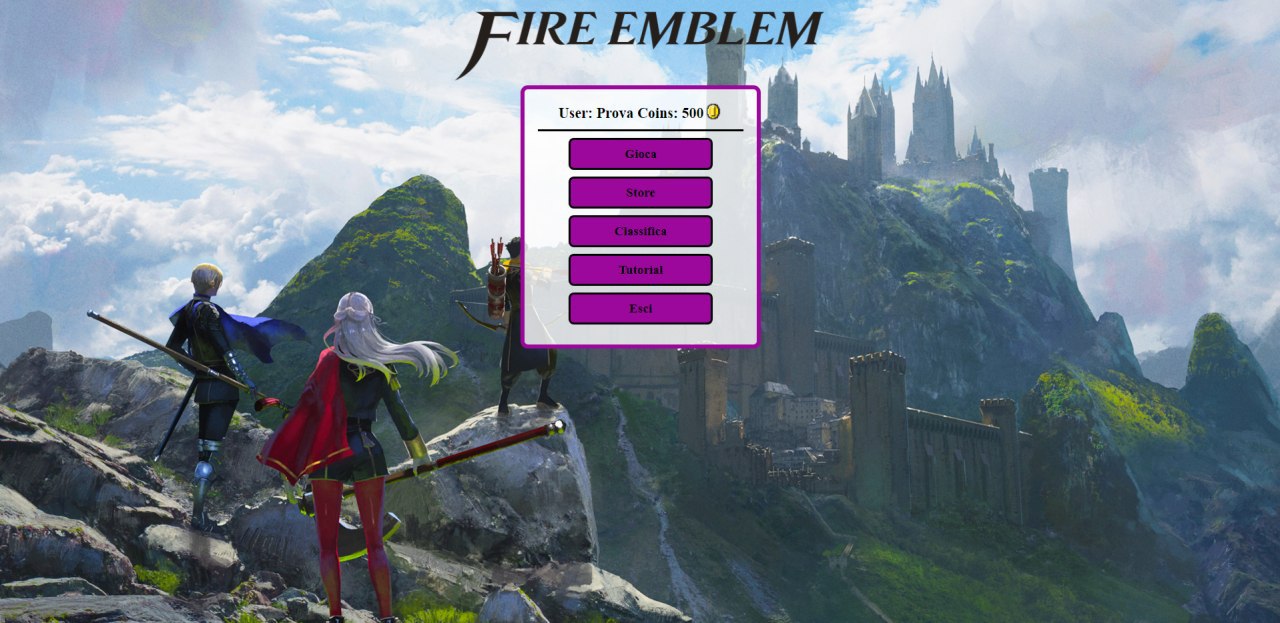 FIRE EMBLEM
User: Prova Coins: 500
Gioca
Store
Classifica
Tutorial
Esci